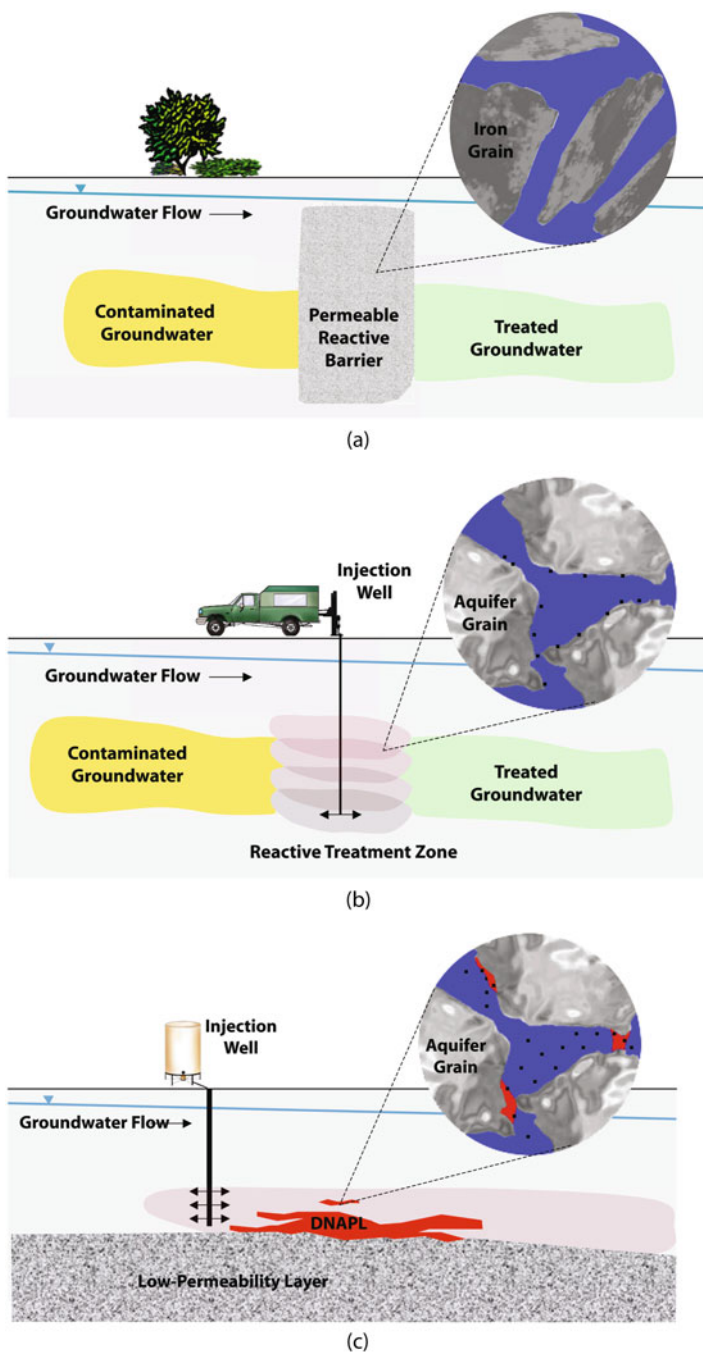 Iron
Grain
Groundwater Flow
Contaminated
Groundwater
Permeable
Reactive
Barrier
Treated
Groundwater
(a)
Injection
Well
Aquifer
Grain
Groundwater Flow
Contaminated
Groundwater
Treated
Groundwater
Reactive Treatment Zone
(b)
Injection
Well
Aquifer
Grain
Groundwater Flow
DNAPL
Low-Permeability Layer
(c)